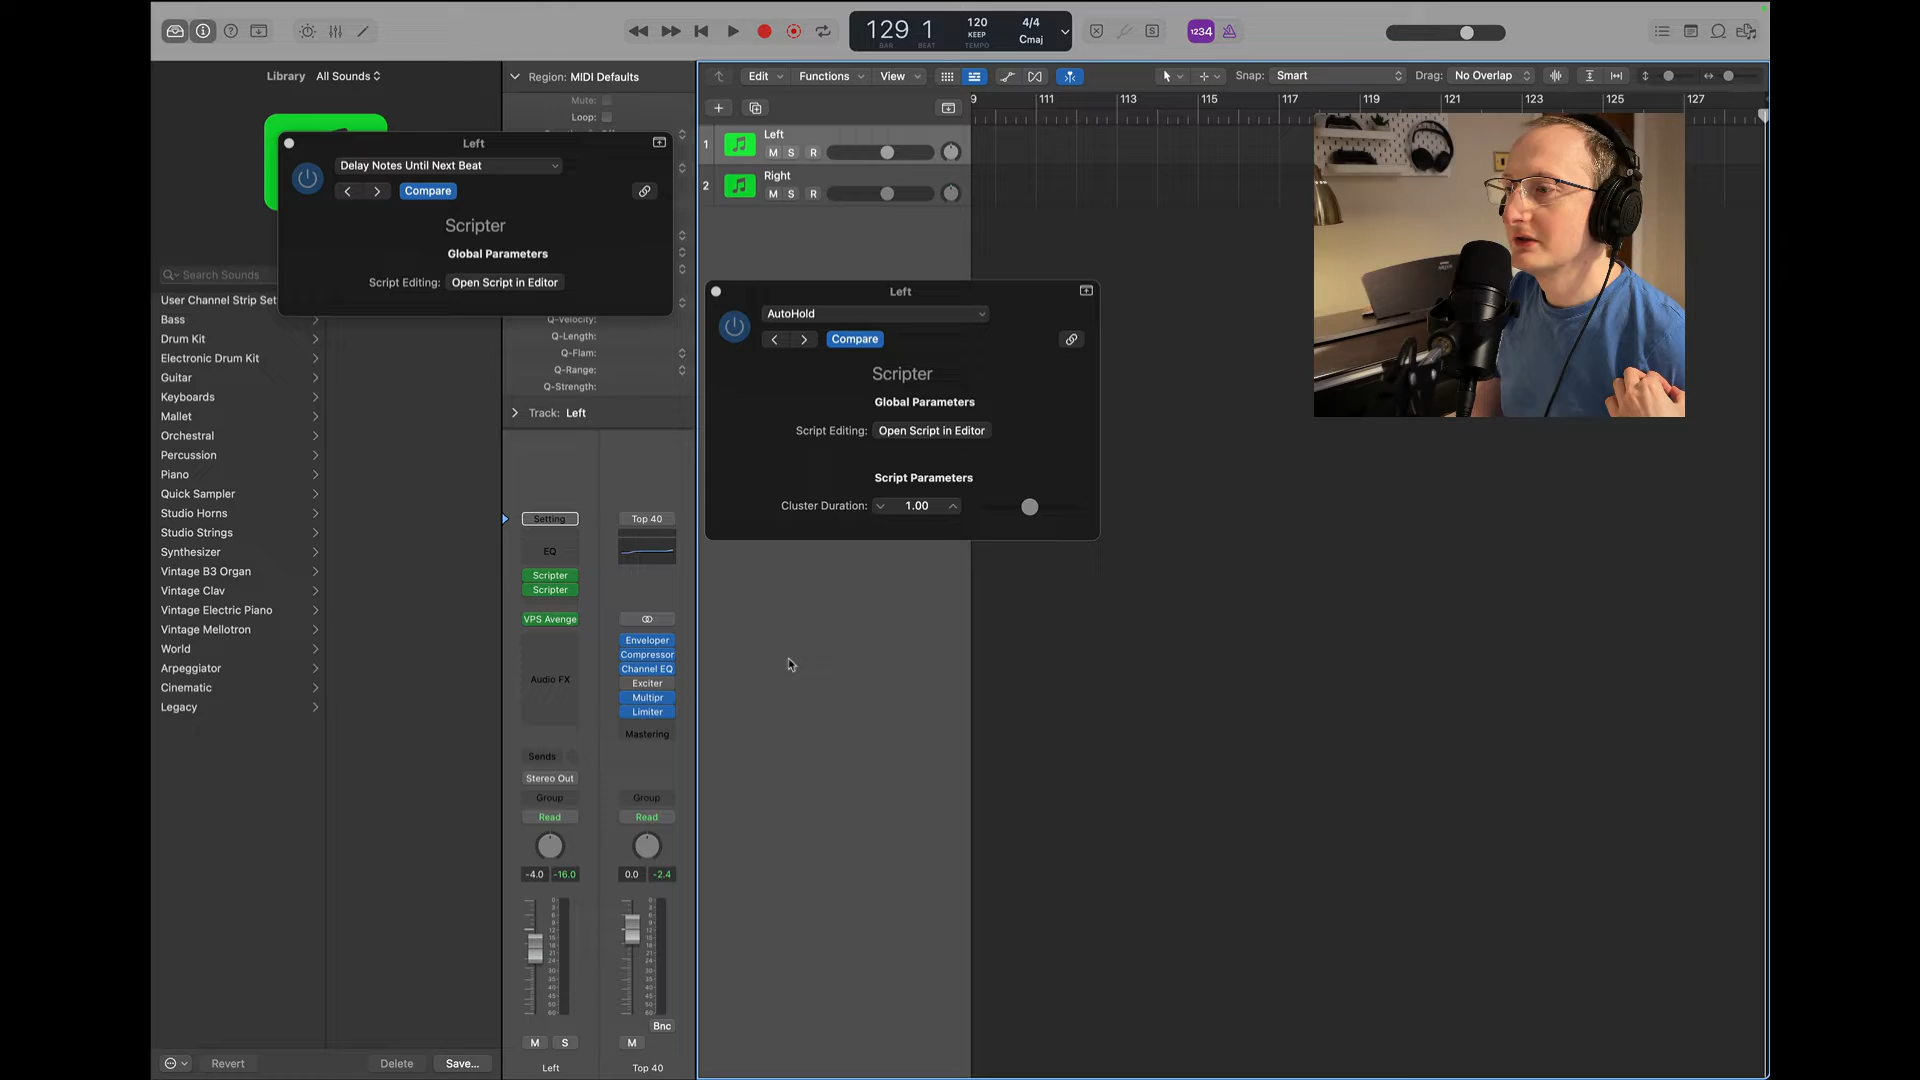 129 1
BAR BEAT
120
KEEP
TEMPO
4/4
Cmaj
1234
Library All Sounds
Region: MIDI Defaults
Mute:
Loop:
Edit Functions View
Snap: Smart
Drag: No Overlap
9 111 113 115 117 119 121 123 125 127
1 Left
M S R
2 Right
M S R
Left
Delay Notes Until Next Beat
Compare
Scripter
Global Parameters
Script Editing: Open Script in Editor
Left
AutoHold
Compare
Scripter
Global Parameters
Script Editing: Open Script in Editor
Script Parameters
Cluster Duration: 1.00
Search Sounds
User Channel Strip Set
Bass
Drum Kit
Electronic Drum Kit
Guitar
Keyboards
Mallet
Orchestral
Percussion
Piano
Quick Sampler
Studio Horns
Studio Strings
Synthesizer
Vintage B3 Organ
Vintage Clav
Vintage Electric Piano
Vintage Mellotron
World
Arpeggiator
Cinematic
Legacy
Q-Velocity:
Q-Length:
Q-Flam:
Q-Range:
Q-Strength:
Track: Left
Setting Top 40
EQ
Scripter
Scripter
VPS Avenge
Enveloper
Compressor
Channel EQ
Audio FX
Exciter
Multipr
Limiter
Mastering
Sends
Stereo Out
Group Group
Read Read
-4.0 -16.0 0.0 -2.4
Bnc
M S M
Left Top 40
Revert Delete Save...